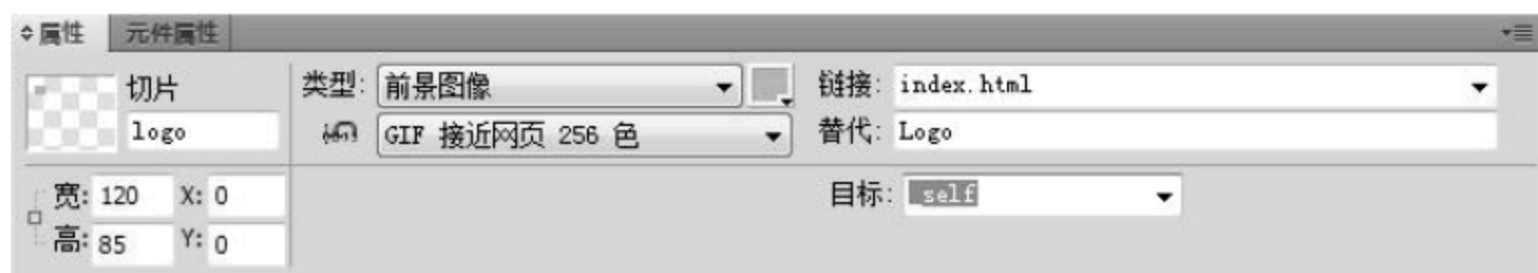 属性 元件属性
切片 类型: 前景图像 链接: index.html
logo GIF 接近网页 256 色 替代: Logo
宽: 120 X: 0 目标: _self
高: 85 Y: 0